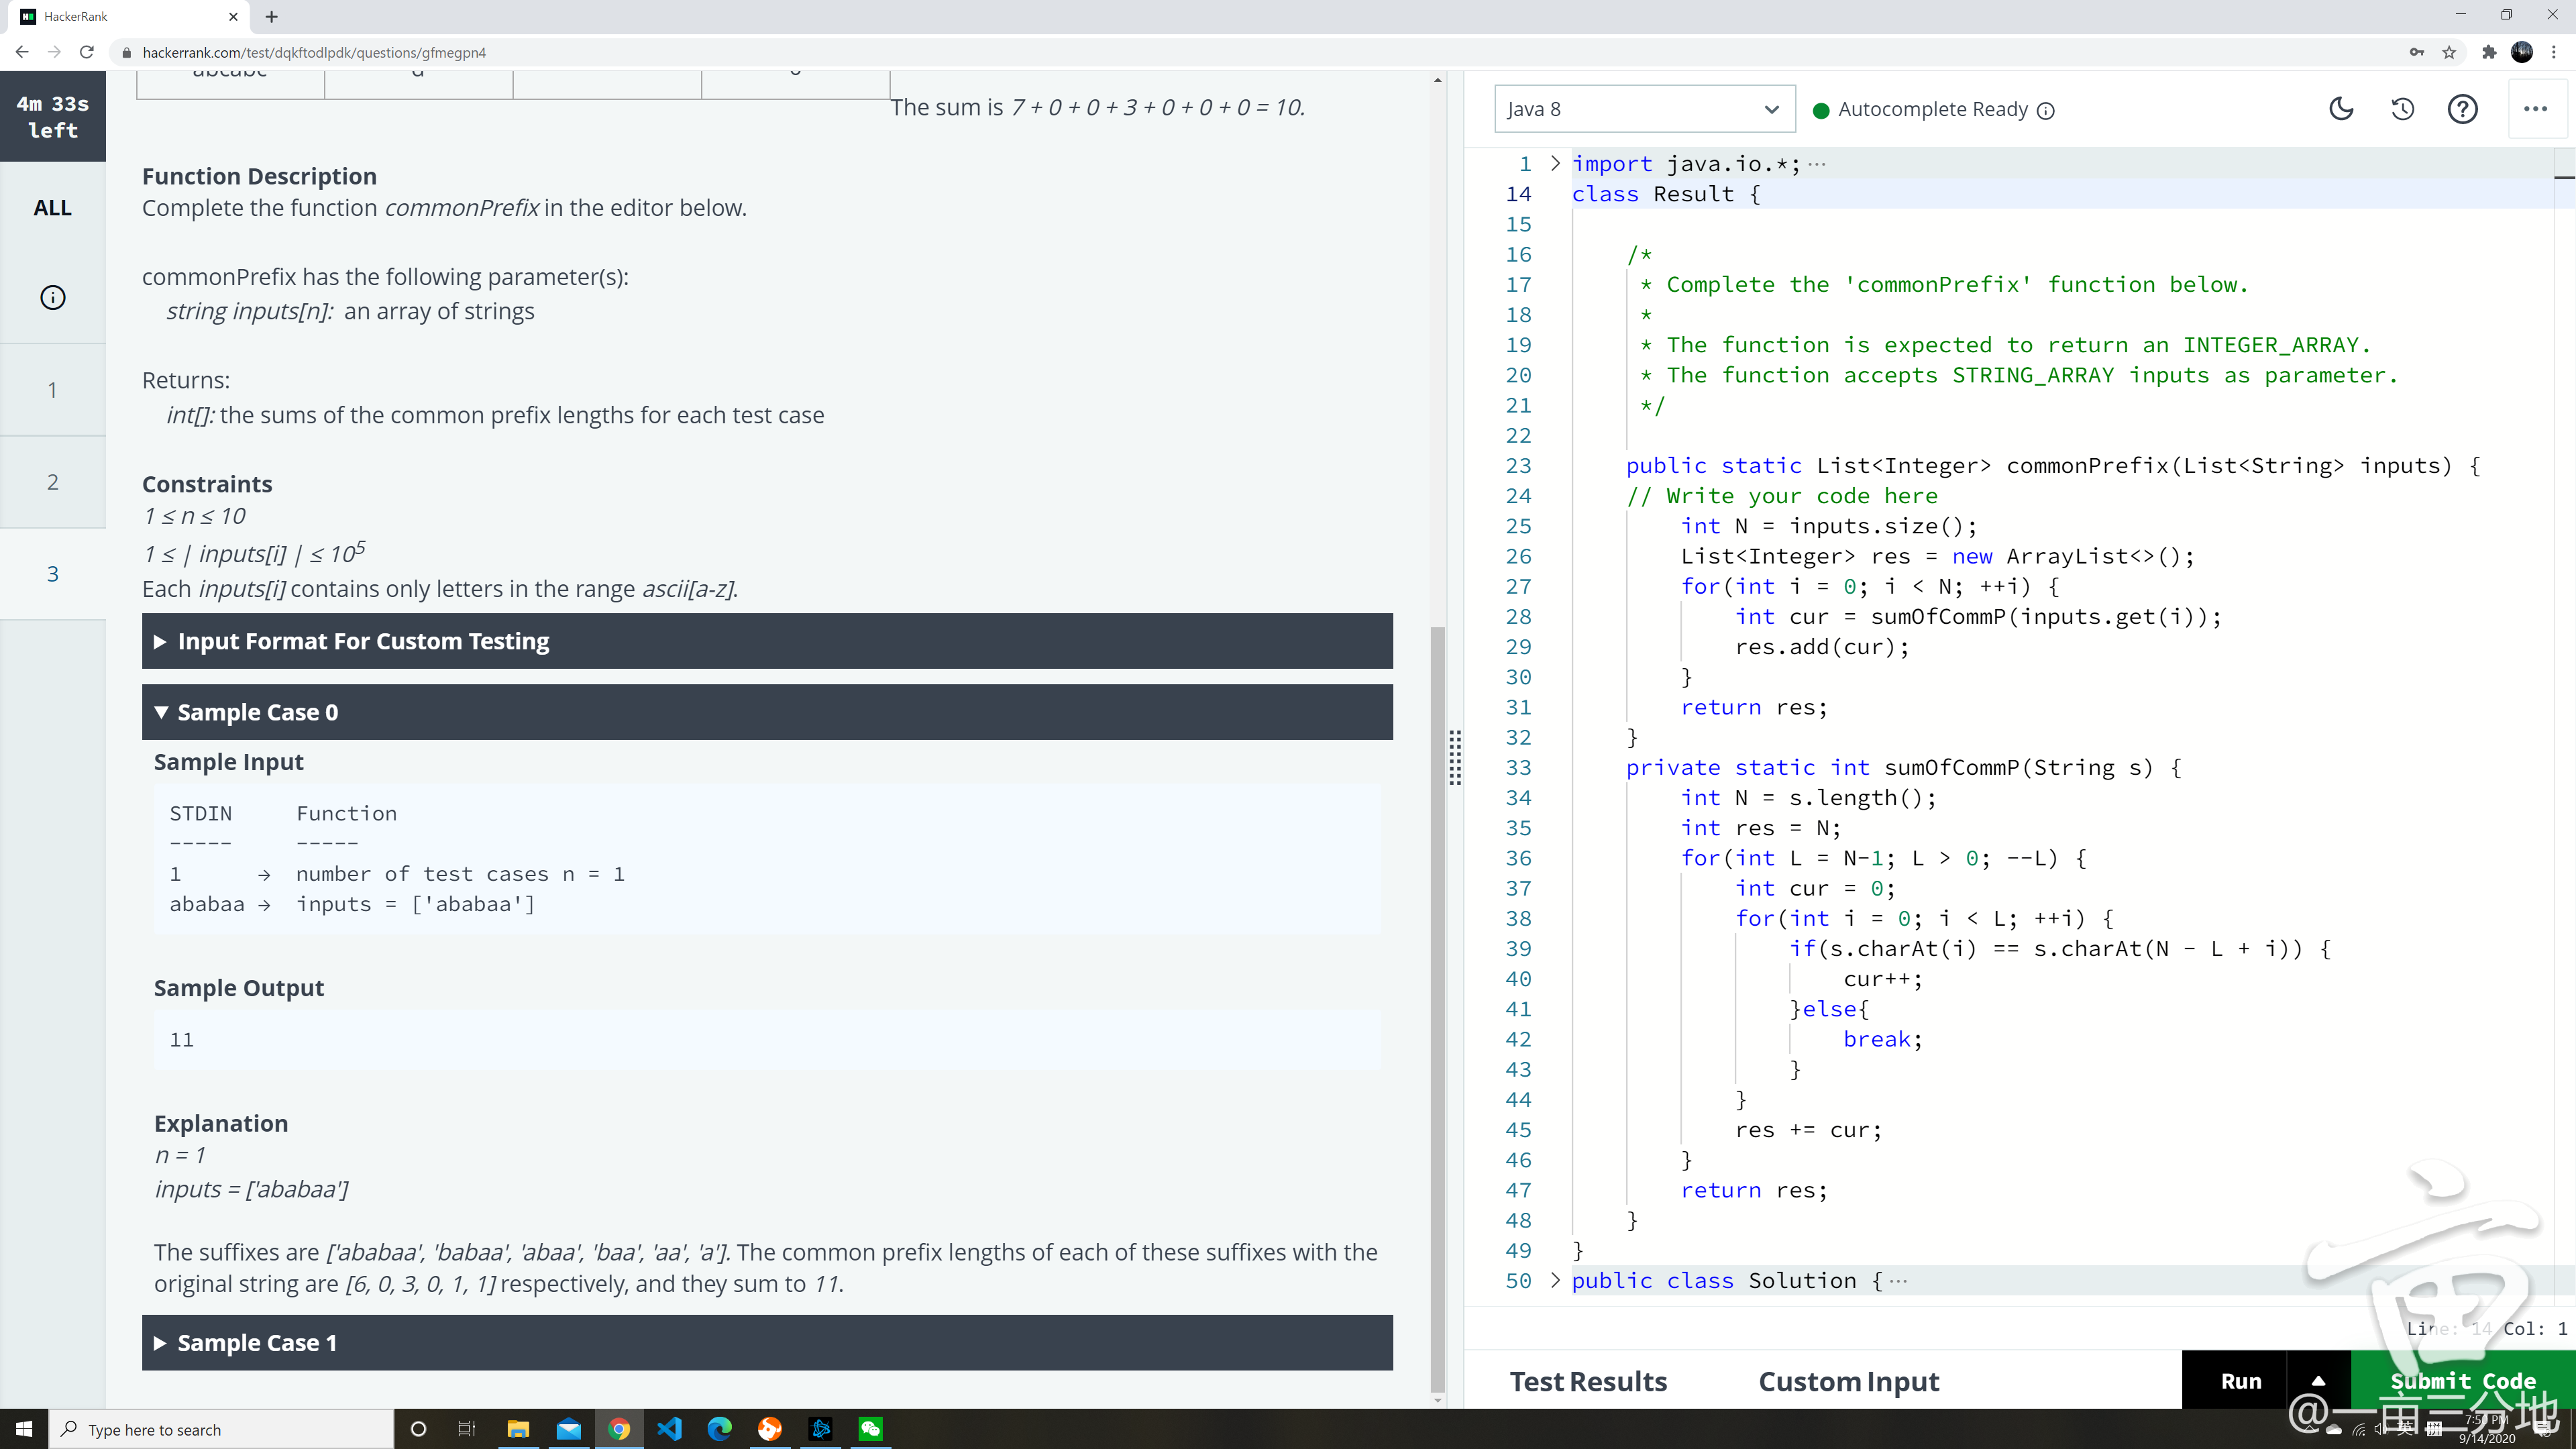 HackerRank
hackerrank.com/test/dqkftodlpdk/questions/gfmegpn4
4m 33s
left
ALL
1
2
3
The sum is 7 + 0 + 0 + 3 + 0 + 0 + 0 = 10.
Function Description
Complete the function commonPrefix in the editor below.
commonPrefix has the following parameter(s):
string inputs[n]: an array of strings
Returns:
int[]: the sums of the common prefix lengths for each test case
Constraints
1 ≤ n ≤ 10
1 ≤ | inputs[i] | ≤ 10^5
Each inputs[i] contains only letters in the range ascii[a-z].
Input Format For Custom Testing
Sample Case 0
Sample Input
STDIN Function
----- -----
1 → number of test cases n = 1
ababaa → inputs = ['ababaa']
Sample Output
11
Explanation
n = 1
inputs = ['ababaa']
The suffixes are ['ababaa', 'babaa', 'abaa', 'baa', 'aa', 'a']. The common prefix lengths of each of these suffixes with the
original string are [6, 0, 3, 0, 1, 1] respectively, and they sum to 11.
Sample Case 1
Java 8
Autocomplete Ready
1 import java.io.*;···
14 class Result {
15
16 /*
17 * Complete the 'commonPrefix' function below.
18 *
19 * The function is expected to return an INTEGER_ARRAY.
20 * The function accepts STRING_ARRAY inputs as parameter.
21 */
22
23 public static List<Integer> commonPrefix(List<String> inputs) {
24 // Write your code here
25 int N = inputs.size();
26 List<Integer> res = new ArrayList<>();
27 for(int i = 0; i < N; ++i) {
28 int cur = sumOfCommP(inputs.get(i));
29 res.add(cur);
30 }
31 return res;
32 }
33 private static int sumOfCommP(String s) {
34 int N = s.length();
35 int res = N;
36 for(int L = N-1; L > 0; --L) {
37 int cur = 0;
38 for(int i = 0; i < L; ++i) {
39 if(s.charAt(i) == s.charAt(N - L + i)) {
40 cur++;
41 }else{
42 break;
43 }
44 }
45 res += cur;
46 }
47 return res;
48 }
49 }
50 public class Solution {···
Line: 14 Col: 1
Test Results Custom Input
Run
Submit Code
Type here to search
@一亩三分地
英
7:50 PM
9/14/2020